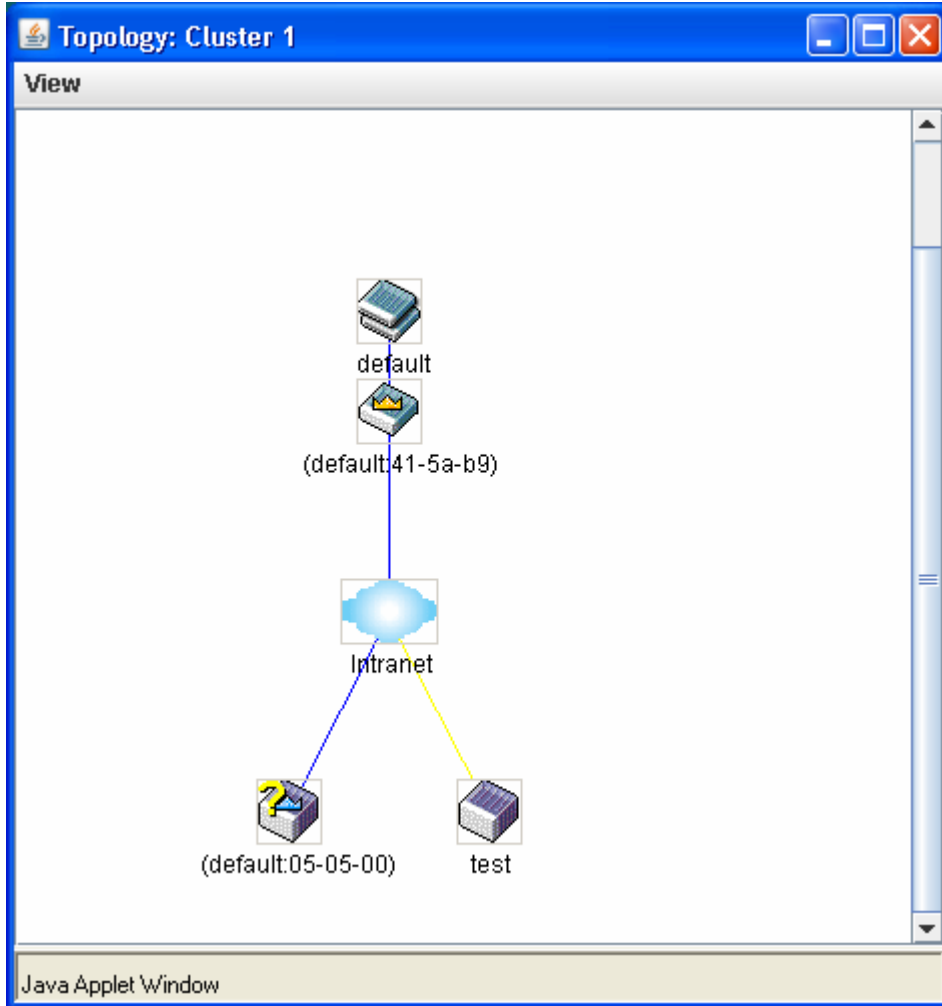 Topology: Cluster 1
View
default
(default:41-5a-b9)
Intranet
?
(default:05-05-00)
test
Java Applet Window